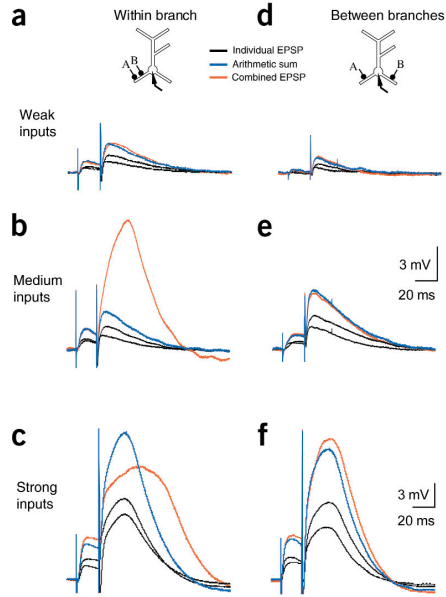 a
Within branch
B
A
d
Between branches
A
B
Individual EPSP
Arithmetic sum
Combined EPSP
Weak
inputs
b
e
Medium
inputs
3 mV
20 ms
c
f
Strong
inputs
3 mV
20 ms